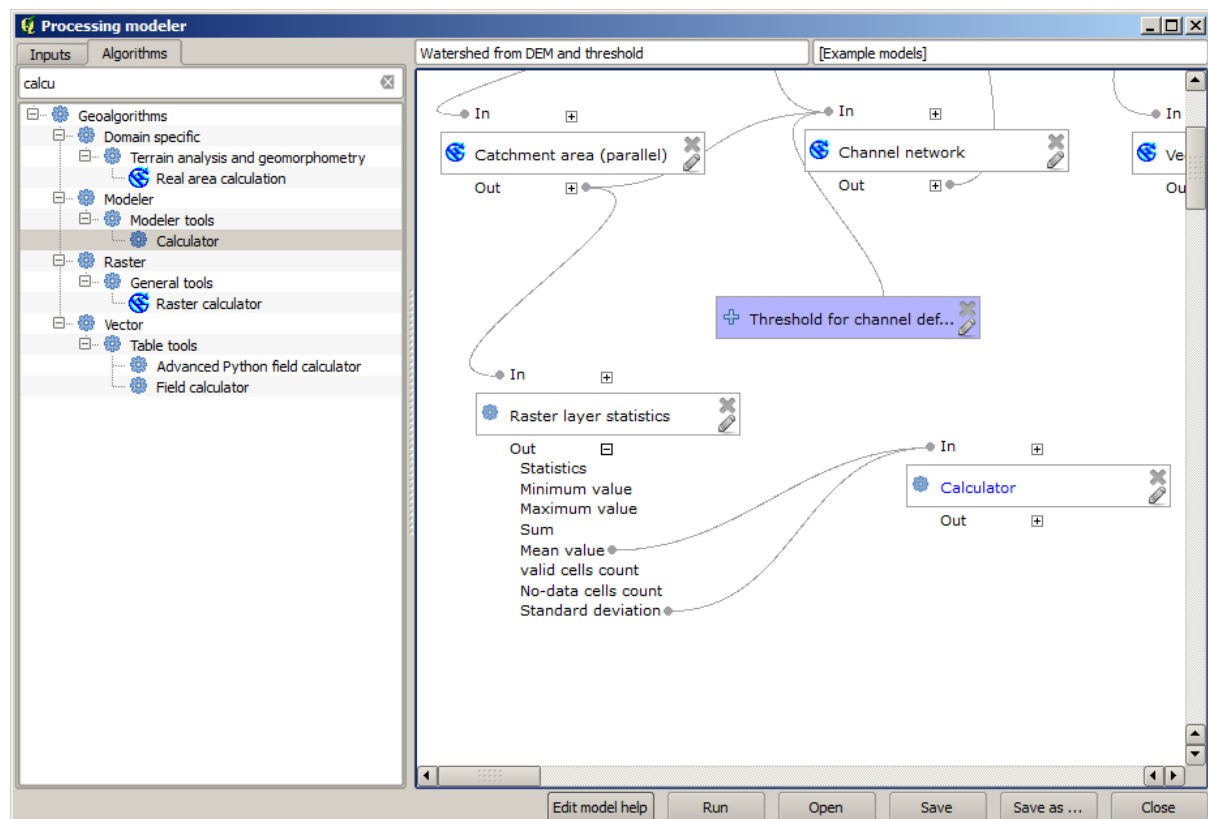 Processing modeler
Inputs
Algorithms
Watershed from DEM and threshold
[Example models]
calcu
Geoalgorithms
Domain specific
Terrain analysis and geomorphometry
Real area calculation
Modeler
Modeler tools
Calculator
Raster
General tools
Raster calculator
Vector
Table tools
Advanced Python field calculator
Field calculator
In
In
In
Catchment area (parallel)
Channel network
Ve
Out
Out
Ou
Threshold for channel def...
In
Raster layer statistics
Out
Statistics
Minimum value
Maximum value
Sum
Mean value
valid cells count
No-data cells count
Standard deviation
In
Calculator
Out
Edit model help
Run
Open
Save
Save as ...
Close